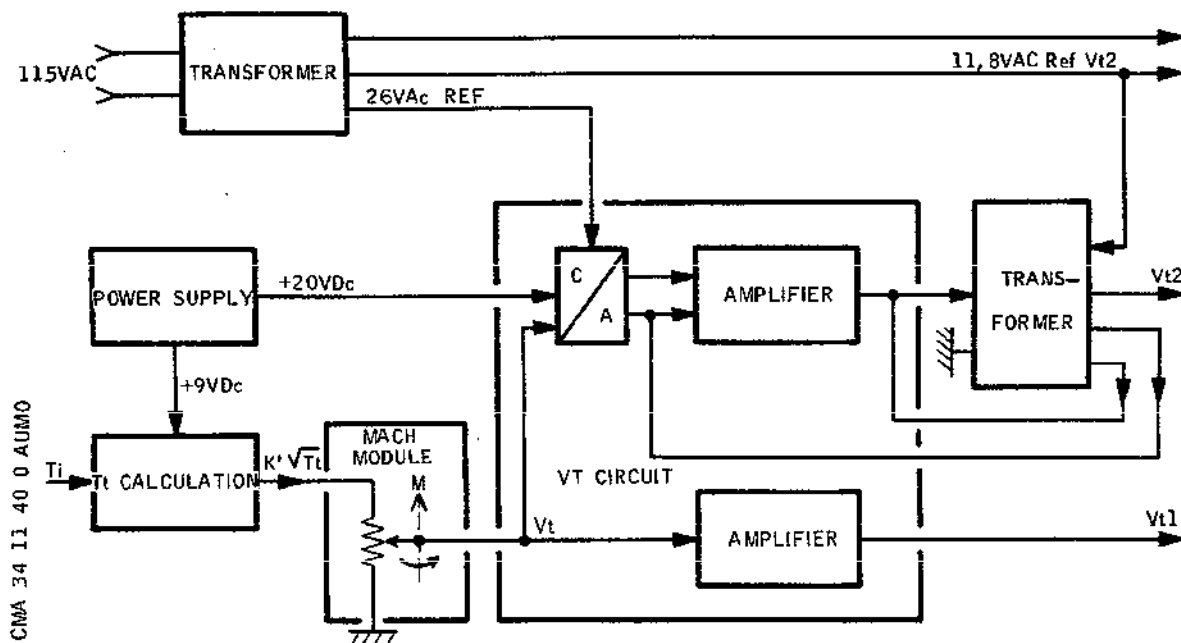 115VAC
TRANSFORMER
11,8VAC Ref Vt2
26VAc REF
POWER SUPPLY
+20VDc
C
A
AMPLIFIER
TRANS-
FORMER
Vt2
+9VDc
Ti
Tt CALCULATION
K'√Tt
MACH
MODULE
M
VT CIRCUIT
Vt
AMPLIFIER
Vt1
CMA 34 11 40 0 AUMO